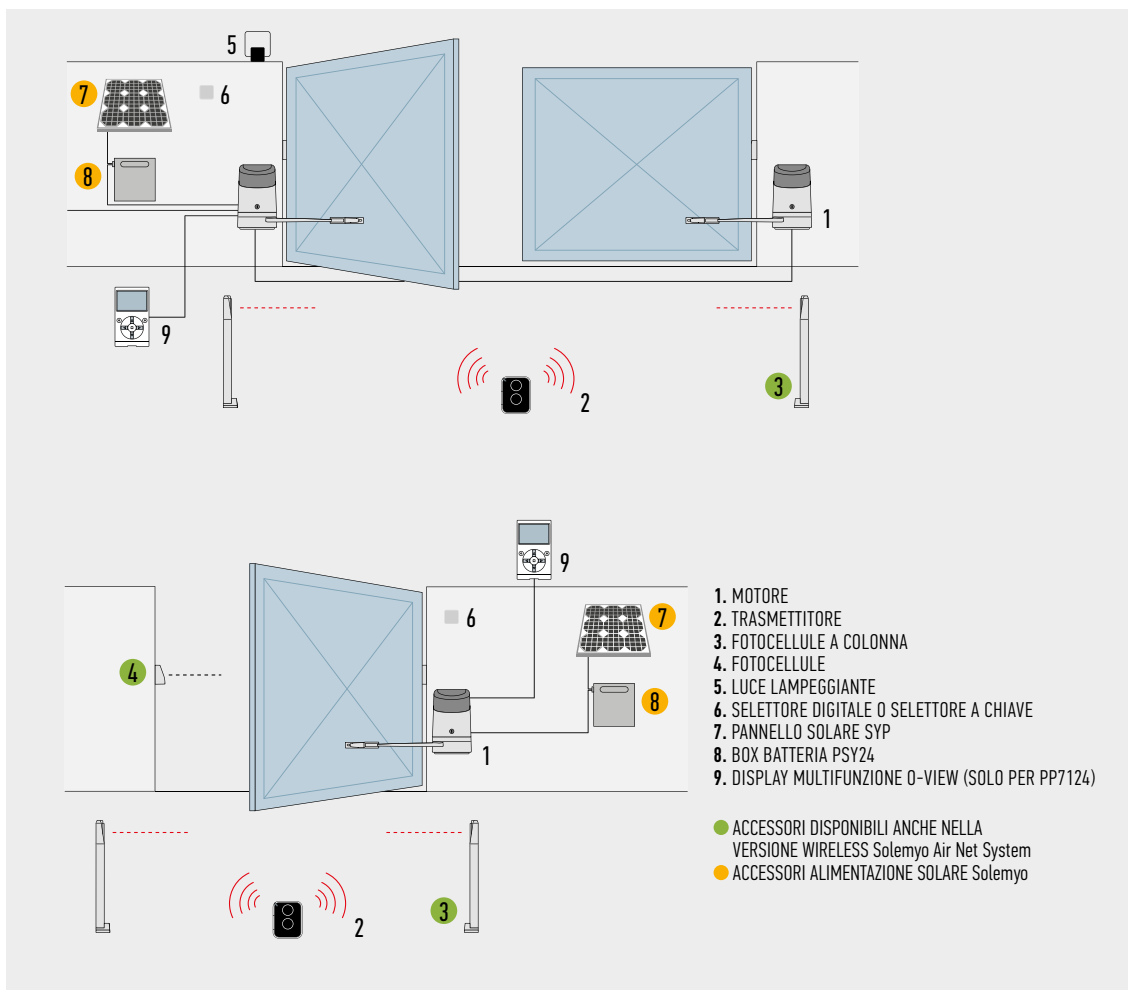 5
7
6
8
1
9
3
2
9
6
7
4
8
1
3
2
1. MOTORE
2. TRASMETTITORE
3. FOTOCELLULE A COLONNA
4. FOTOCELLULE
5. LUCE LAMPEGGIANTE
6. SELETTORE DIGITALE O SELETTORE A CHIAVE
7. PANNELLO SOLARE SYP
8. BOX BATTERIA PSY24
9. DISPLAY MULTIFUNZIONE O-VIEW (SOLO PER PP7124)
ACCESSORI DISPONIBILI ANCHE NELLA
VERSIONE WIRELESS Solemyo Air Net System
ACCESSORI ALIMENTAZIONE SOLARE Solemyo